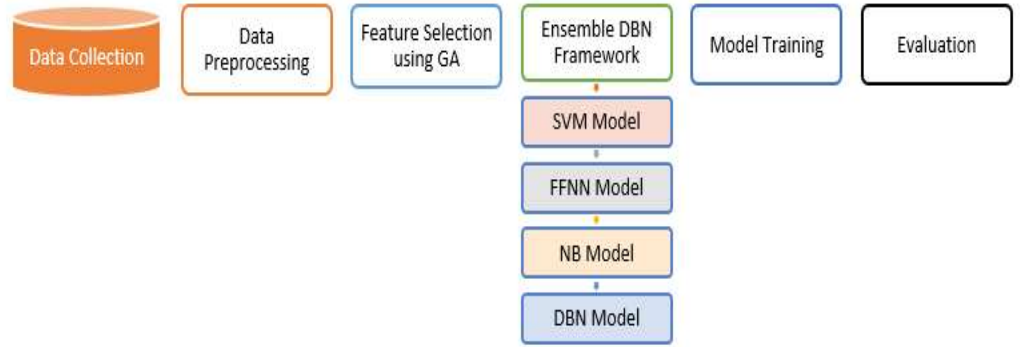 Data Collection
Data
Preprocessing
Feature Selection
using GA
Ensemble DBN
Framework
Model Training
Evaluation
SVM Model
FFNN Model
NB Model
DBN Model